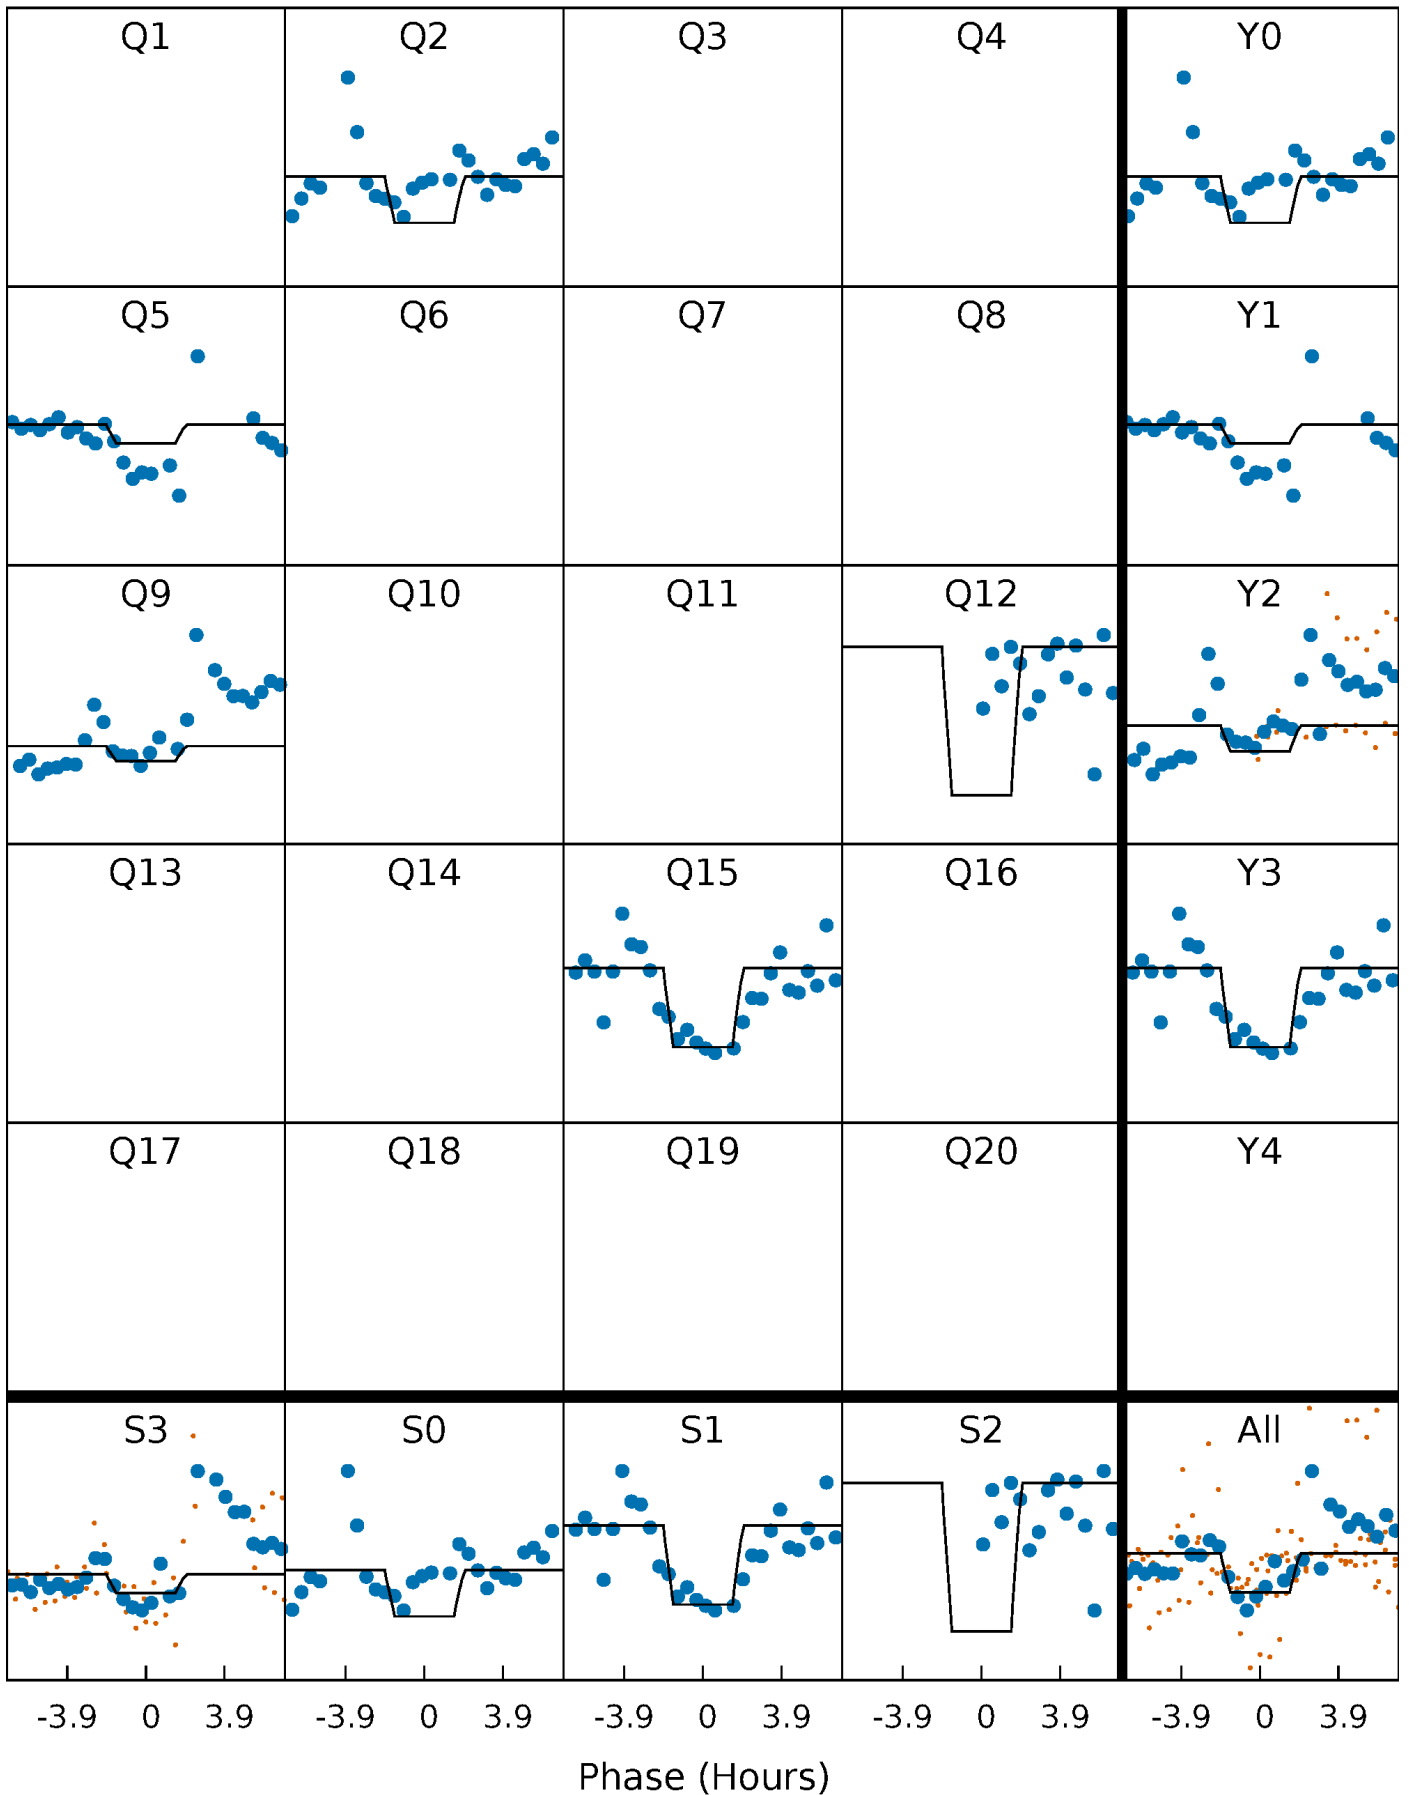 Q1 Q2 Q3 Q4 Y0
Q5 Q6 Q7 Q8 Y1
Q9 Q10 Q11 Q12 Y2
Q13 Q14 Q15 Q16 Y3
Q17 Q18 Q19 Q20 Y4
S3 S0 S1 S2 All
-3.9 0 3.9 -3.9 0 3.9 -3.9 0 3.9 -3.9 0 3.9 -3.9 0 3.9
Phase (Hours)